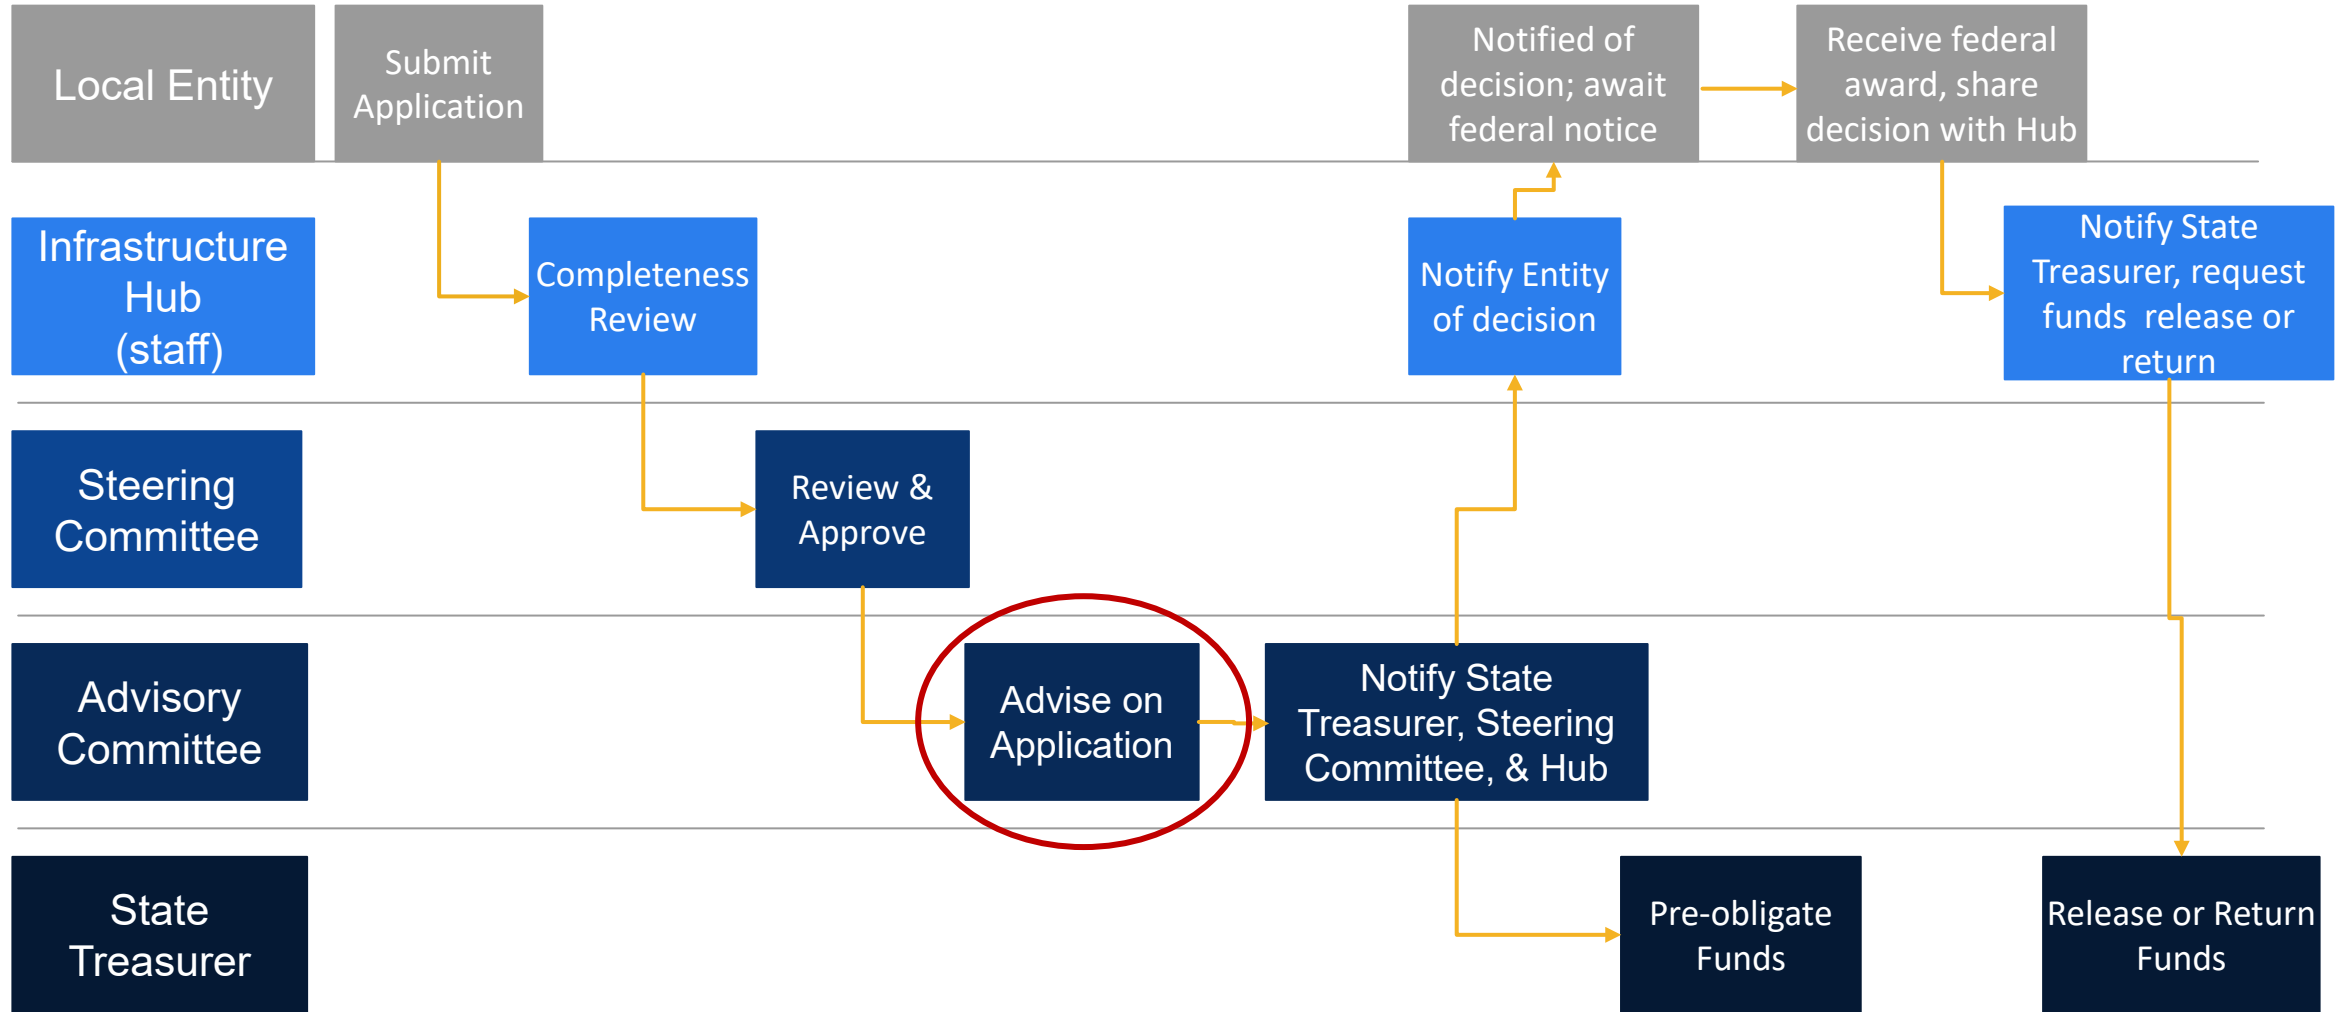 Local Entity
Submit
Application
Notified of
decision; await
federal notice
Receive federal
award, share
decision with Hub
Infrastructure
Hub
(staff)
Completeness
Review
Notify Entity
of decision
Notify State
Treasurer, request
funds  release or
return
Steering
Committee
Review &
Approve
Advisory
Committee
Advise on
Application
Notify State
Treasurer, Steering
Committee, & Hub
State
Treasurer
Pre-obligate
Funds
Release or Return
Funds